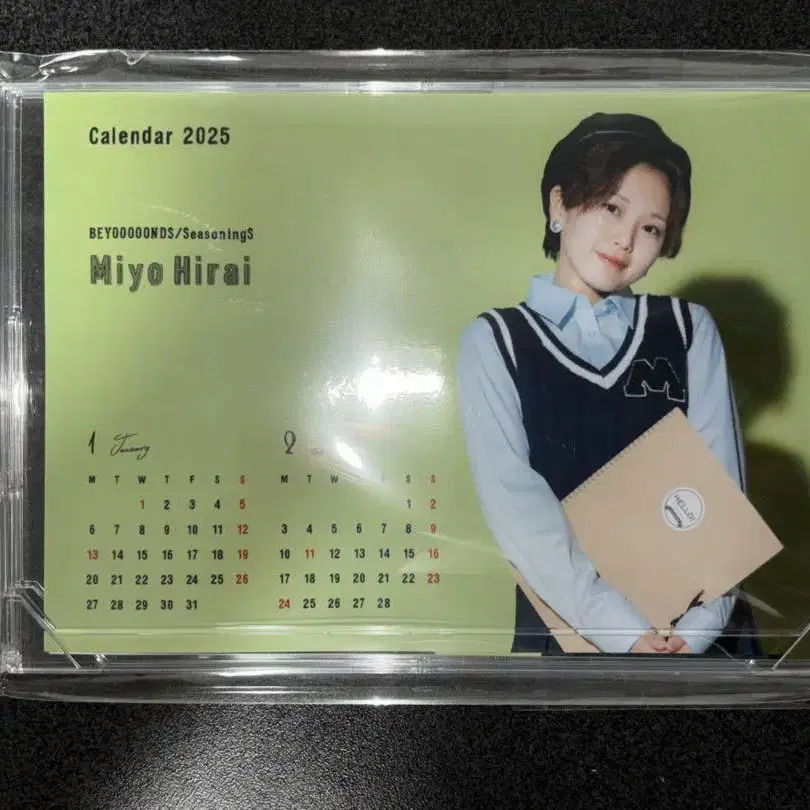 Calendar 2025
BEYOOOOONDS/SeasoningS
Miyo Hirai
1 January
M T W T F S S
1 2 3 4 5
6 7 8 9 10 11 12
13 14 15 16 17 18 19
20 21 22 23 24 25 26
27 28 29 30 31
2
M T W F S S
1 2
3 4 5 6 7 8 9
10 11 12 13 14 15 16
17 18 19 20 21 22 23
24 25 26 27 28
M
HELLO!